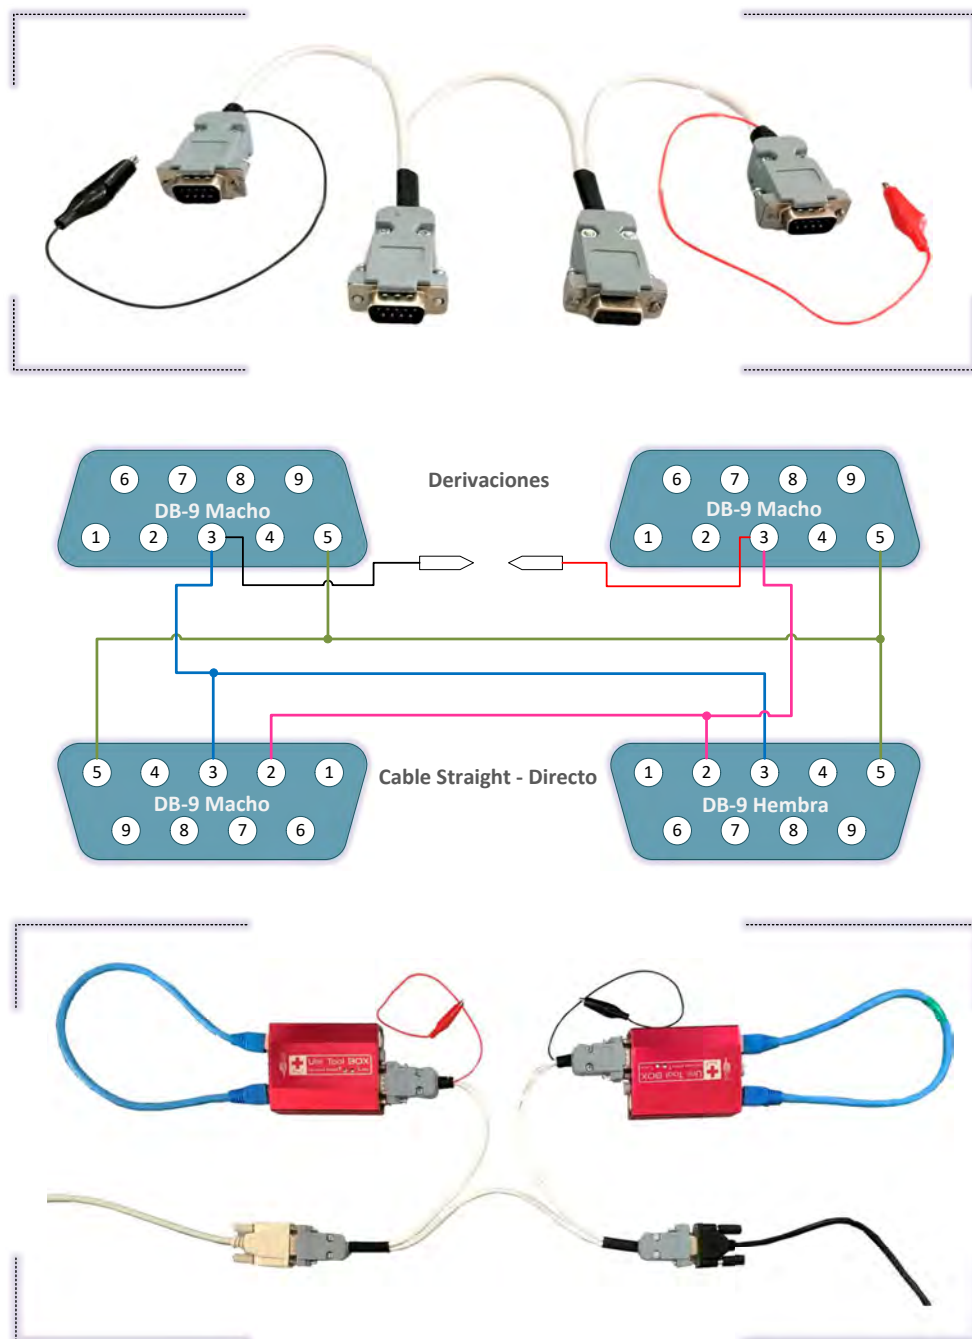 Derivaciones
6 7 8 9
DB-9 Macho
1 2 3 4 5
6 7 8 9
DB-9 Macho
1 2 3 4 5
5 4 3 2 1
DB-9 Macho
9 8 7 6
Cable Straight - Directo
1 2 3 4 5
DB-9 Hembra
6 7 8 9
Ure Tool BOX
Ure Tool BOX